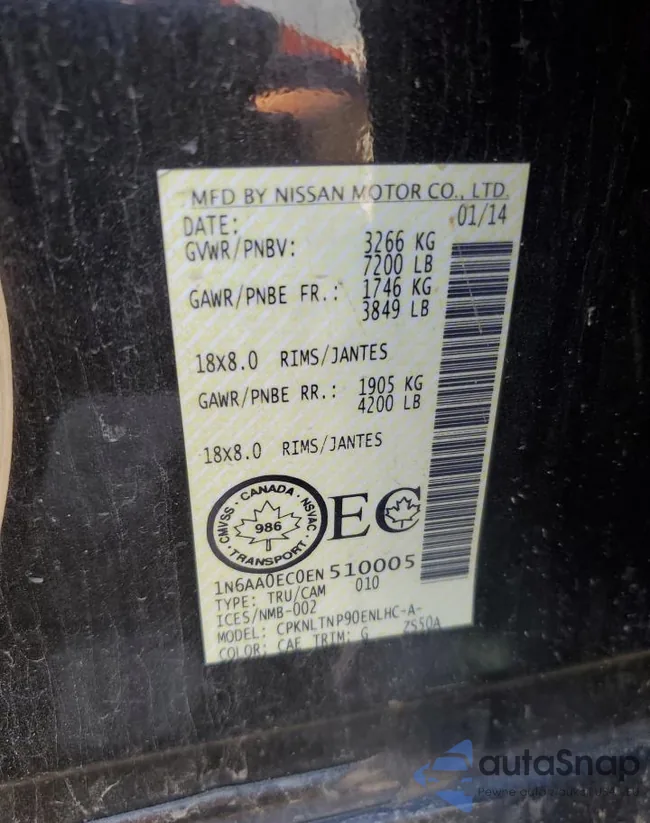 MFD BY NISSAN MOTOR CO., LTD.
DATE: 01/14
GVWR/PNBV: 3266 KG
7200 LB
GAWR/PNBE FR.: 1746 KG
3849 LB
18x8.0 RIMS/JANTES
GAWR/PNBE RR.: 1905 KG
4200 LB
18x8.0 RIMS/JANTES
CANADA · NSVAC · TRANSPORT · CMVSS
986
EC
1N6AA0EC0EN510005
TYPE: TRU/CAM 010
ICES/NMB-002
MODEL: CPKNLTNP90ENLHC-A-
COLOR: CAE TRIM: G ZS50A
autoSnap